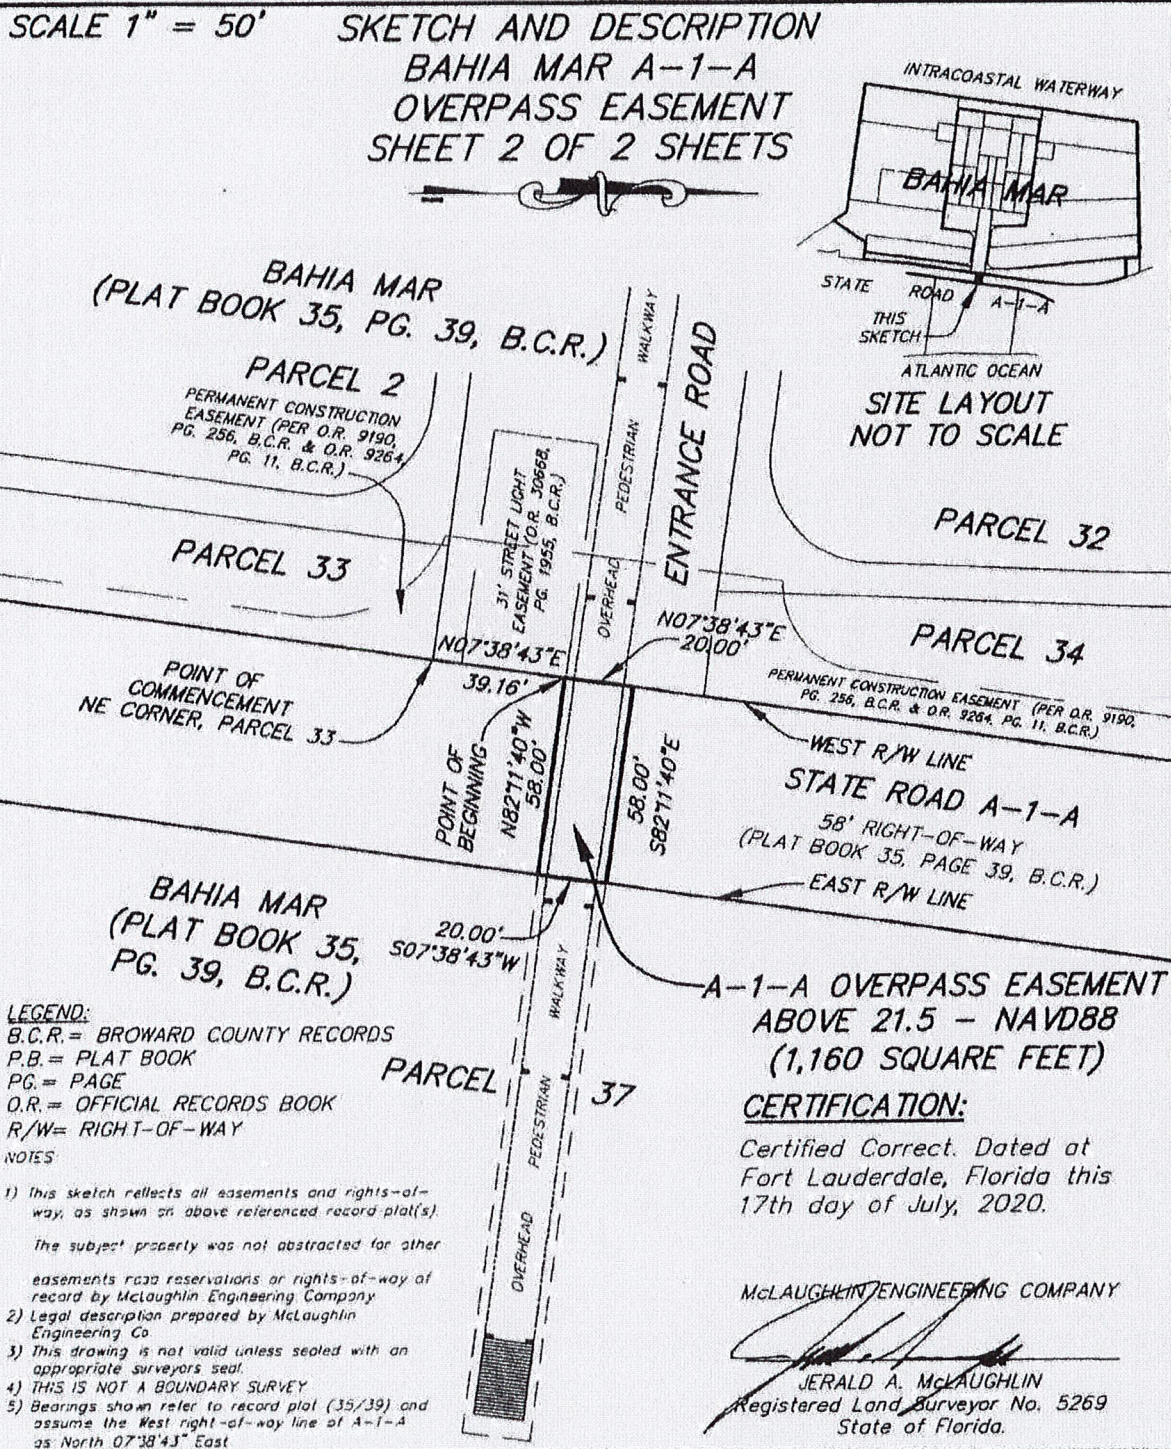 SCALE 1" = 50'
SKETCH AND DESCRIPTION
BAHIA MAR A-1-A
OVERPASS EASEMENT
SHEET 2 OF 2 SHEETS
INTRACOASTAL WATERWAY
BAHIA MAR
STATE ROAD A-1-A
THIS
SKETCH
ATLANTIC OCEAN
SITE LAYOUT
NOT TO SCALE
BAHIA MAR
(PLAT BOOK 35, PG. 39, B.C.R.)
PARCEL 2
PERMANENT CONSTRUCTION
EASEMENT (PER O.R. 9190,
PG. 256, B.C.R. & O.R. 9264,
PG. 11, B.C.R.)
31' STREET LIGHT
EASEMENT (O.R. 30668,
PG. 1955, B.C.R.)
OVERHEAD PEDESTRIAN WALKWAY
ENTRANCE ROAD
PARCEL 32
PARCEL 33
PARCEL 34
N07°38'43"E
20.00'
N07°38'43"E
39.16'
PERMANENT CONSTRUCTION EASEMENT (PER O.R. 9190,
PG. 256, B.C.R. & O.R. 9264, PG. 11, B.C.R.)
POINT OF
COMMENCEMENT
NE CORNER, PARCEL 33
POINT OF
BEGINNING
N82°11'40"W
58.00'
58.00'
S82°11'40"E
WEST R/W LINE
STATE ROAD A-1-A
58' RIGHT-OF-WAY
(PLAT BOOK 35, PAGE 39, B.C.R.)
EAST R/W LINE
BAHIA MAR
(PLAT BOOK 35,
PG. 39, B.C.R.)
20.00'
S07°38'43"W
A-1-A OVERPASS EASEMENT
ABOVE 21.5 - NAVD88
(1,160 SQUARE FEET)
LEGEND:
B.C.R.= BROWARD COUNTY RECORDS
P.B.= PLAT BOOK
PG.= PAGE
O.R.= OFFICIAL RECORDS BOOK
R/W= RIGHT-OF-WAY
PARCEL 37
OVERHEAD PEDESTRIAN WALKWAY
NOTES:
1) This sketch reflects all easements and rights-of-
way, as shown on above referenced record plat(s).
The subject property was not abstracted for other
easements road reservations or rights-of-way of
record by McLaughlin Engineering Company
2) Legal description prepared by McLaughlin
Engineering Co.
3) This drawing is not valid unless sealed with an
appropriate surveyors seal.
4) THIS IS NOT A BOUNDARY SURVEY
5) Bearings shown refer to record plat (35/39) and
assume the West right-of-way line of A-1-A
as North 07°38'43" East
CERTIFICATION:
Certified Correct. Dated at
Fort Lauderdale, Florida this
17th day of July, 2020.
McLAUGHLIN ENGINEERING COMPANY
JERALD A. McLAUGHLIN
Registered Land Surveyor No. 5269
State of Florida.